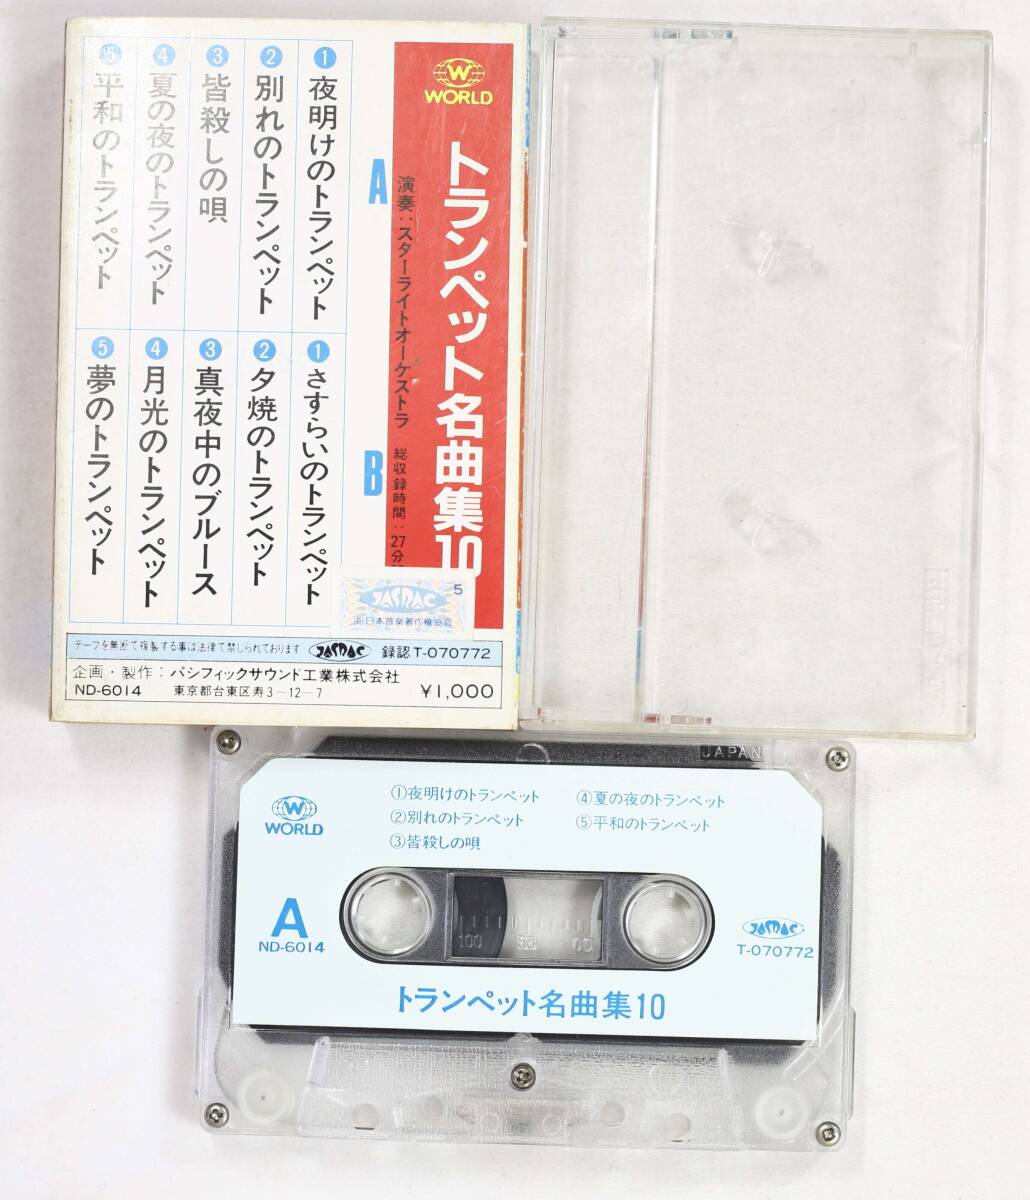 WORLD
トランペット名曲集10
演奏：スターライトオーケストラ
総収録時間：27分
A
①夜明けのトランペット
②別れのトランペット
③皆殺しの唄
④夏の夜のトランペット
⑤平和のトランペット
B
①さすらいのトランペット
②夕焼のトランペット
③真夜中のブルース
④月光のトランペット
⑤夢のトランペット
JASRAC
5
日本音楽著作権協会
テープを無断で複製する事は法律で禁じられております
JASRAC
録認 T-070772
企画・製作：パシフィックサウンド工業株式会社
ND-6014
東京都台東区寿3-12-7
¥1,000
JAPAN
WORLD
①夜明けのトランペット
②別れのトランペット
③皆殺しの唄
④夏の夜のトランペット
⑤平和のトランペット
A
ND-6014
100 50
JASRAC
T-070772
トランペット名曲集10